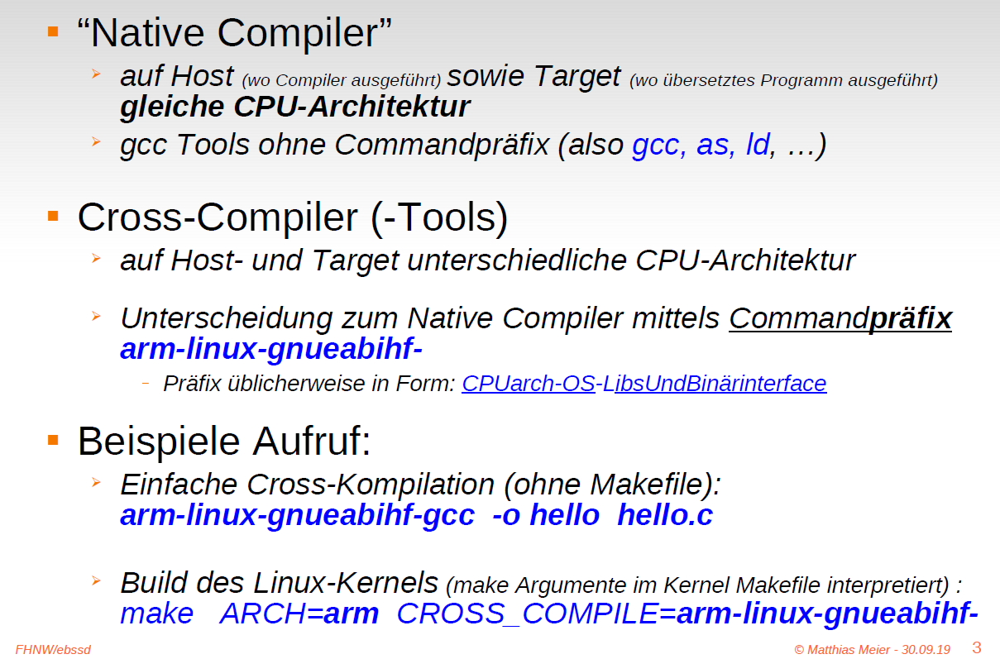 “Native Compiler”
auf Host (wo Compiler ausgeführt) sowie Target (wo übersetztes Programm ausgeführt)
gleiche CPU-Architektur
gcc Tools ohne Commandpräfix (also gcc, as, ld, …)
Cross-Compiler (-Tools)
auf Host- und Target unterschiedliche CPU-Architektur
Unterscheidung zum Native Compiler mittels Commandpräfix
arm-linux-gnueabihf-
Präfix üblicherweise in Form: CPUarch-OS-LibsUndBinärinterface
Beispiele Aufruf:
Einfache Cross-Kompilation (ohne Makefile):
arm-linux-gnueabihf-gcc -o hello hello.c
Build des Linux-Kernels (make Argumente im Kernel Makefile interpretiert) :
make ARCH=arm CROSS_COMPILE=arm-linux-gnueabihf-
FHNW/ebssd © Matthias Meier - 30.09.19 3